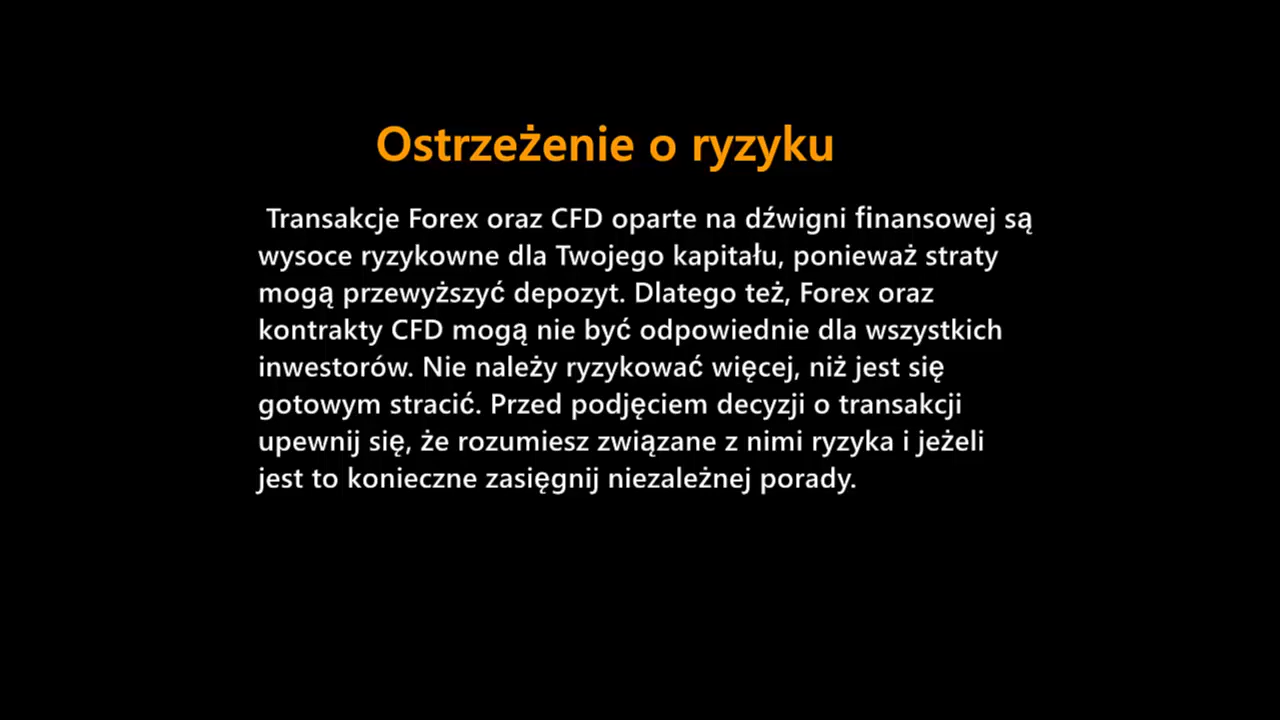 Ostrzeżenie o ryzyku
Transakcje Forex oraz CFD oparte na dźwigni finansowej są
wysoce ryzykowne dla Twojego kapitału, ponieważ straty
mogą przewyższyć depozyt. Dlatego też, Forex oraz
kontrakty CFD mogą nie być odpowiednie dla wszystkich
inwestorów. Nie należy ryzykować więcej, niż jest się
gotowym stracić. Przed podjęciem decyzji o transakcji
upewnij się, że rozumiesz związane z nimi ryzyka i jeżeli
jest to konieczne zasięgnij niezależnej porady.